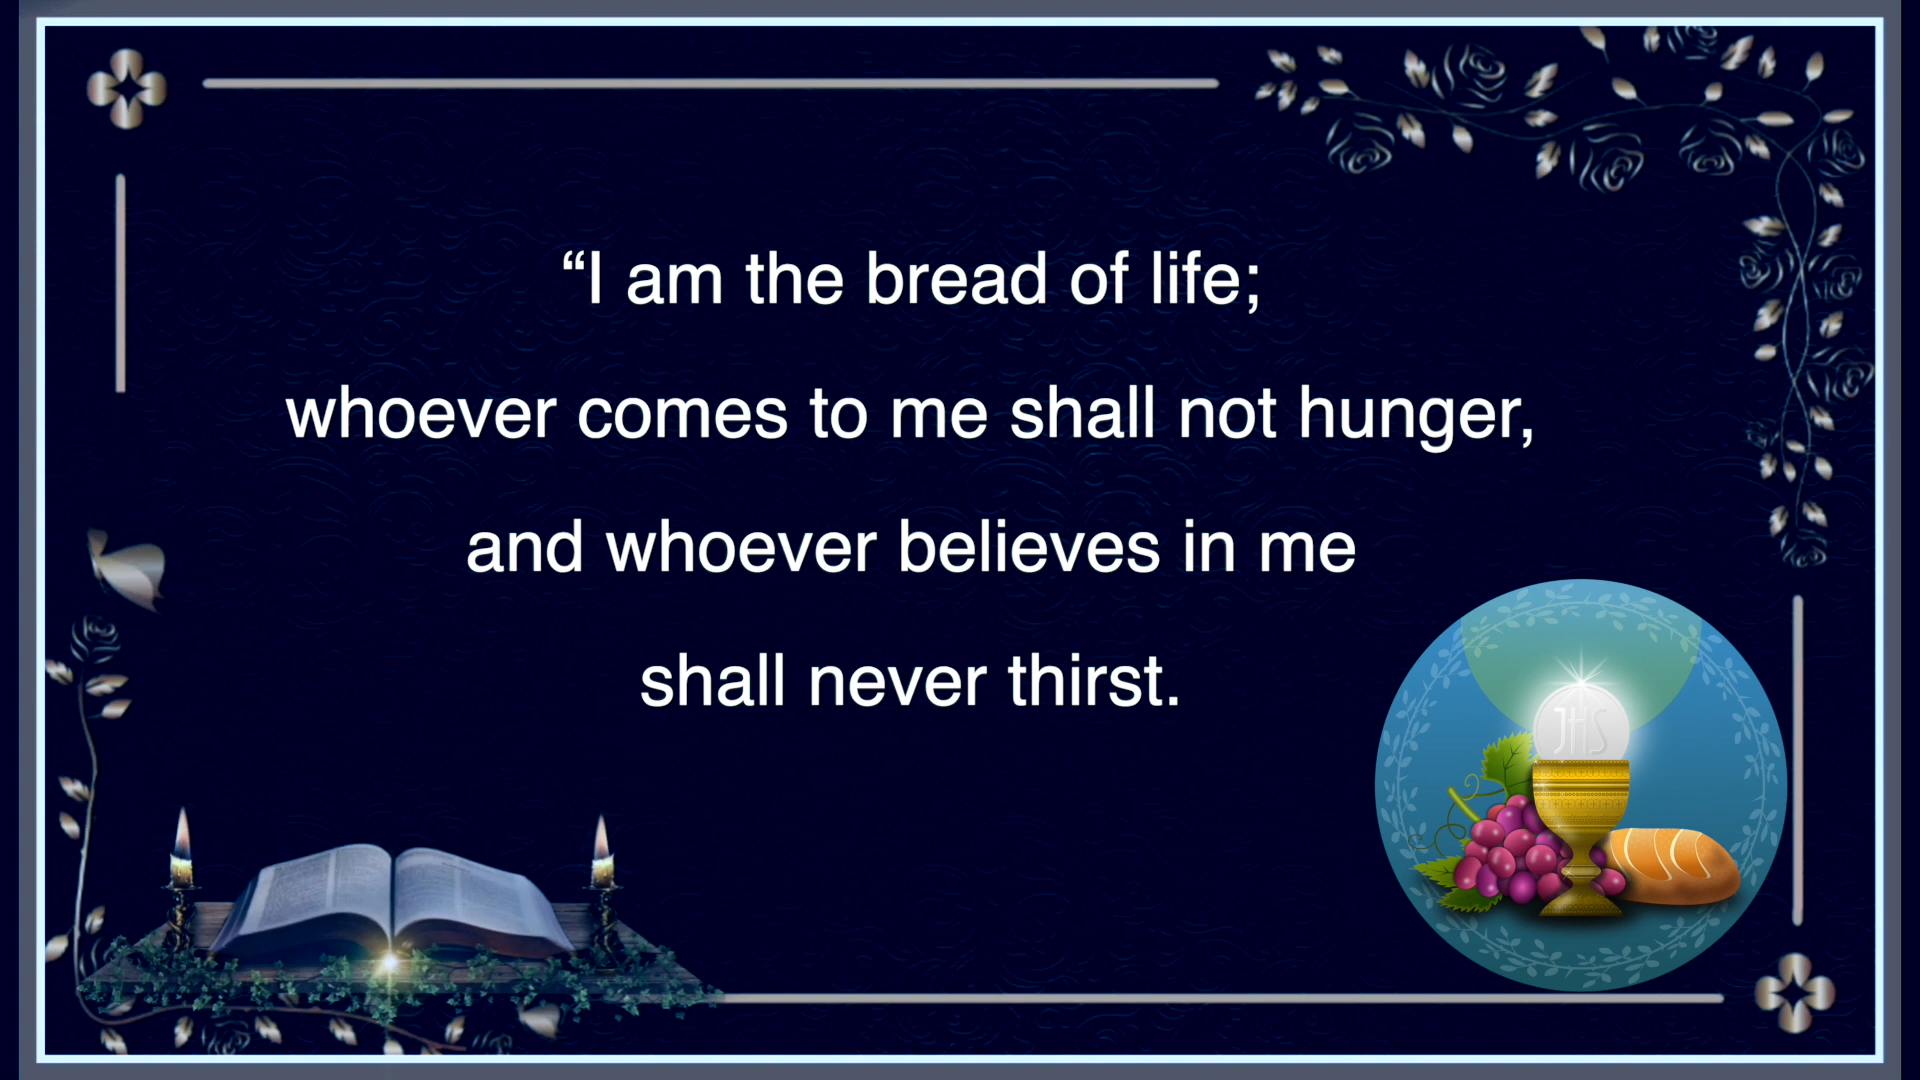 “I am the bread of life;
whoever comes to me shall not hunger,
and whoever believes in me
shall never thirst.
JHS